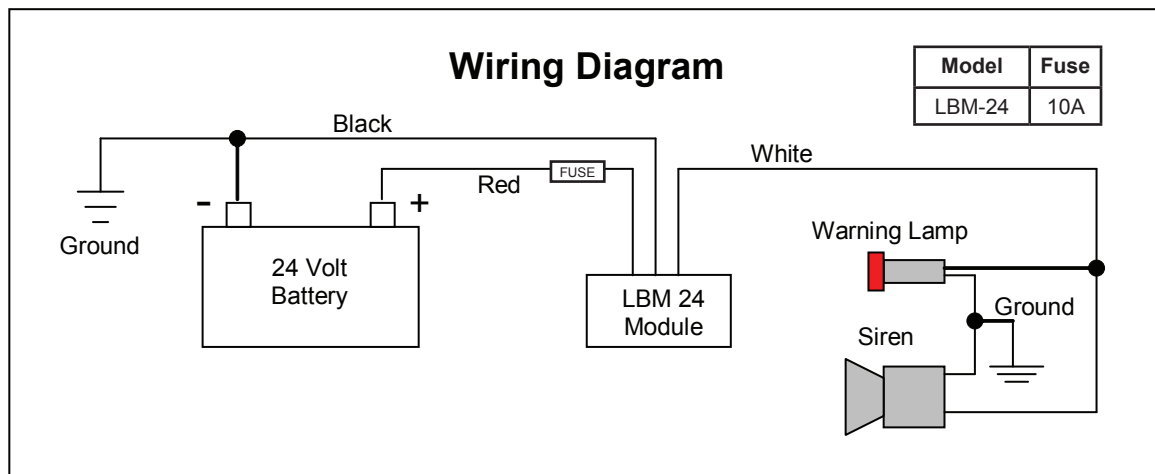 Wiring Diagram
Model Fuse
LBM-24 10A
Black
White
Red
FUSE
- +
Ground
24 Volt
Battery
LBM 24
Module
Warning Lamp
Ground
Siren